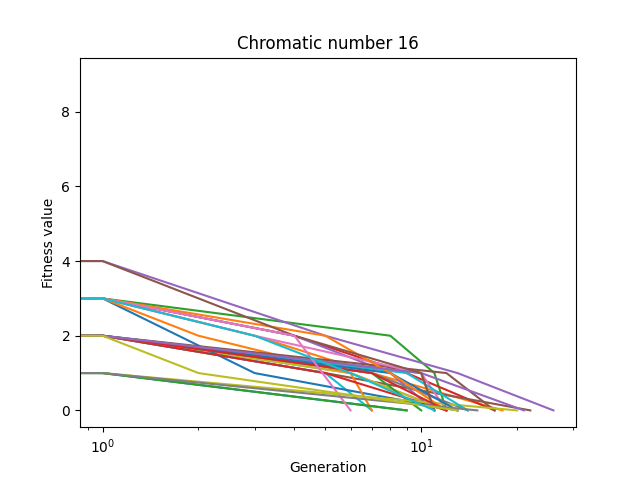 Chromatic number 16
Fitness value
8
6
4
2
0
10⁰
10¹
Generation